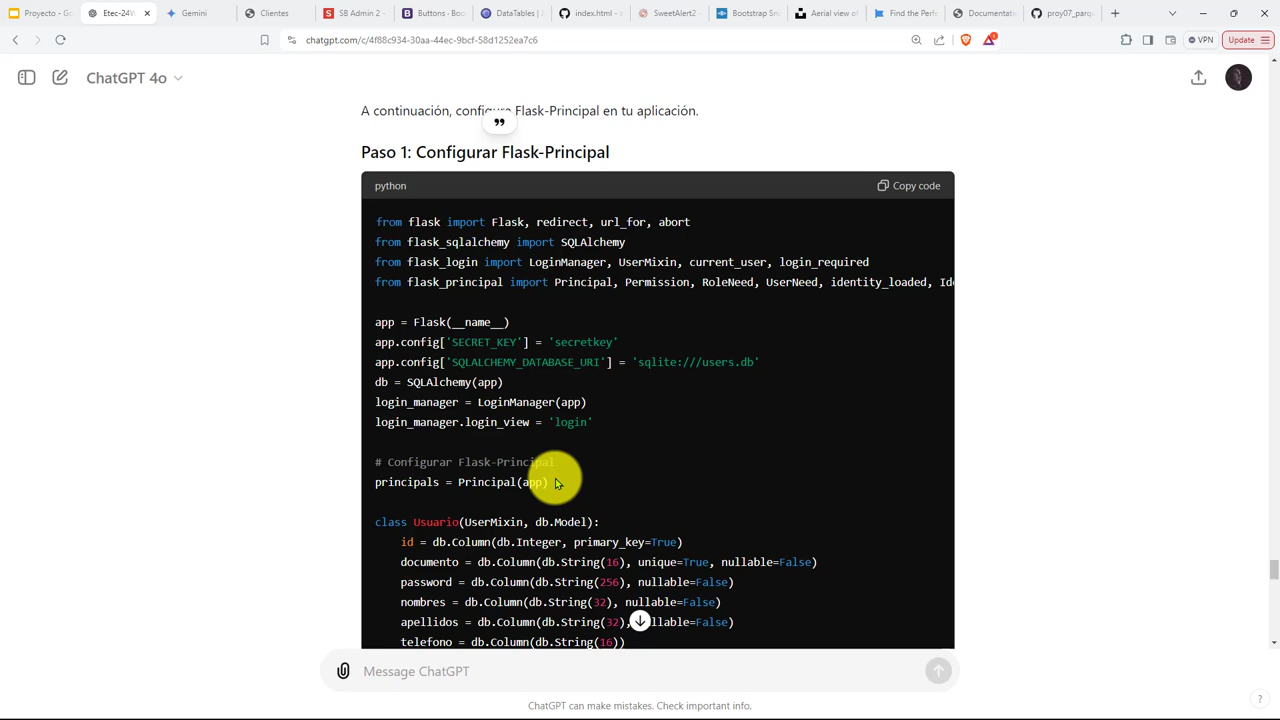 Proyecto - G
Etec-24W
Gemini
Clientes
SB Admin 2 -
Buttons - Boo
DataTables |
index.html -
SweetAlert2 -
Bootstrap Sni
Aerial view of
Find the Perfe
Documentati
proy07_parqu
chatgpt.com/c/4f88c934-30aa-44ec-9bcf-58d1252ea7c6
VPN
Update
ChatGPT 4o
A continuación, configura Flask-Principal en tu aplicación.
Paso 1: Configurar Flask-Principal
python
Copy code
from flask import Flask, redirect, url_for, abort
from flask_sqlalchemy import SQLAlchemy
from flask_login import LoginManager, UserMixin, current_user, login_required
from flask_principal import Principal, Permission, RoleNeed, UserNeed, identity_loaded, Ide
app = Flask(__name__)
app.config['SECRET_KEY'] = 'secretkey'
app.config['SQLALCHEMY_DATABASE_URI'] = 'sqlite:///users.db'
db = SQLAlchemy(app)
login_manager = LoginManager(app)
login_manager.login_view = 'login'
# Configurar Flask-Principal
principals = Principal(app)
class Usuario(UserMixin, db.Model):
id = db.Column(db.Integer, primary_key=True)
documento = db.Column(db.String(16), unique=True, nullable=False)
password = db.Column(db.String(256), nullable=False)
nombres = db.Column(db.String(32), nullable=False)
apellidos = db.Column(db.String(32), nullable=False)
telefono = db.Column(db.String(16))
Message ChatGPT
ChatGPT can make mistakes. Check important info.
?